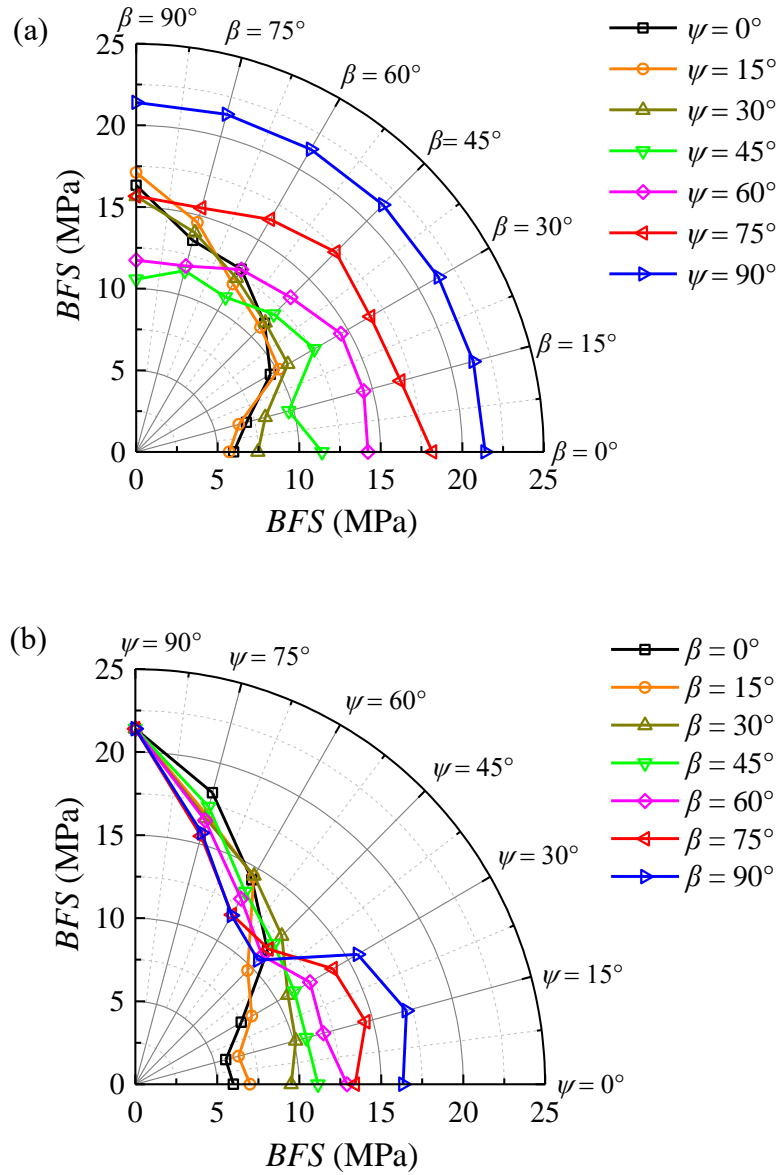 (a)
β = 90°
β = 75°
β = 60°
β = 45°
β = 30°
β = 15°
β = 0°
25
20
15
10
5
0
BFS (MPa)
0 5 10 15 20 25
BFS (MPa)
ψ = 0°
ψ = 15°
ψ = 30°
ψ = 45°
ψ = 60°
ψ = 75°
ψ = 90°
(b)
ψ = 90°
ψ = 75°
ψ = 60°
ψ = 45°
ψ = 30°
ψ = 15°
ψ = 0°
25
20
15
10
5
0
BFS (MPa)
0 5 10 15 20 25
BFS (MPa)
β = 0°
β = 15°
β = 30°
β = 45°
β = 60°
β = 75°
β = 90°